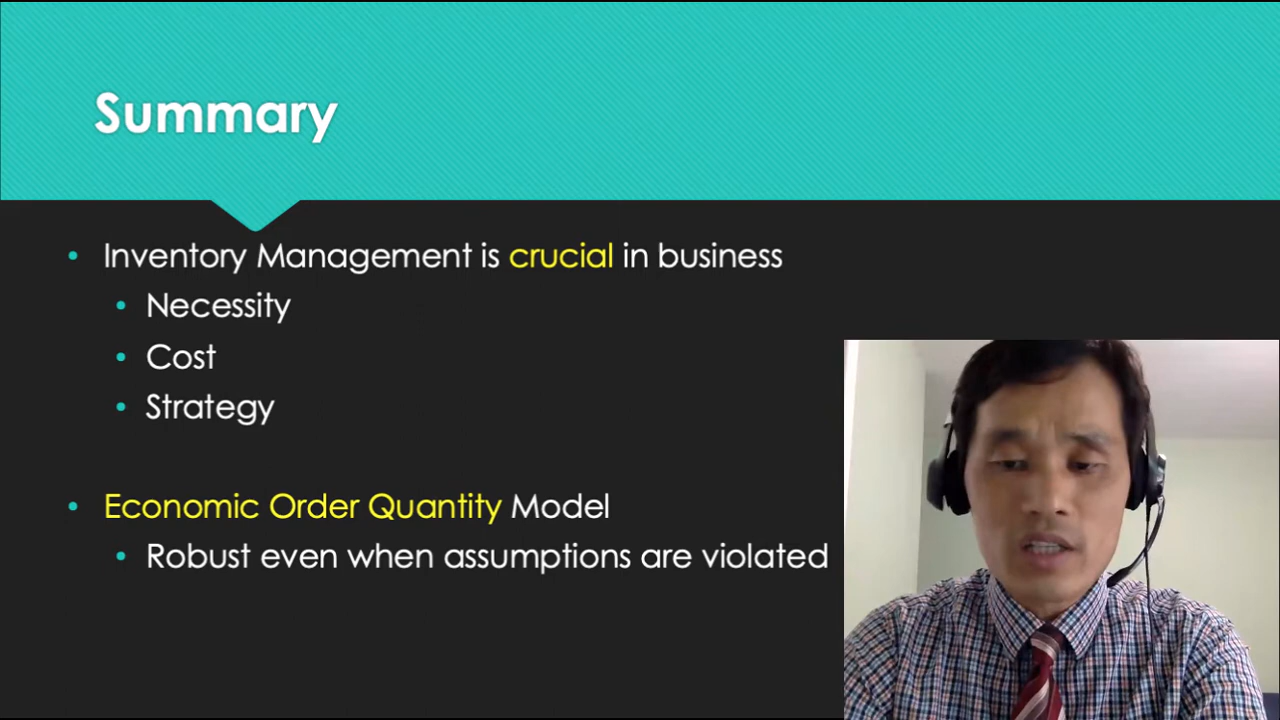 Summary
Inventory Management is crucial in business
Necessity
Cost
Strategy
Economic Order Quantity Model
Robust even when assumptions are violated